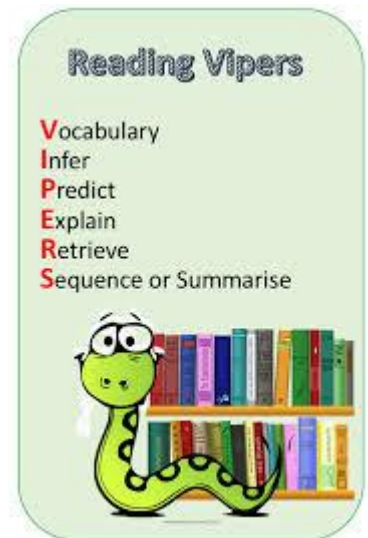 Reading Vipers
Vocabulary
Infer
Predict
Explain
Retrieve
Sequence or Summarise